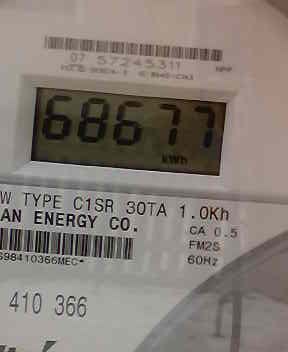 07 57245311
68677
kWh
W TYPE C1SR 30TA 1.0Kh
AN ENERGY CO.
CA 0.5
FM2S
60Hz
698410366MEC*
410 366